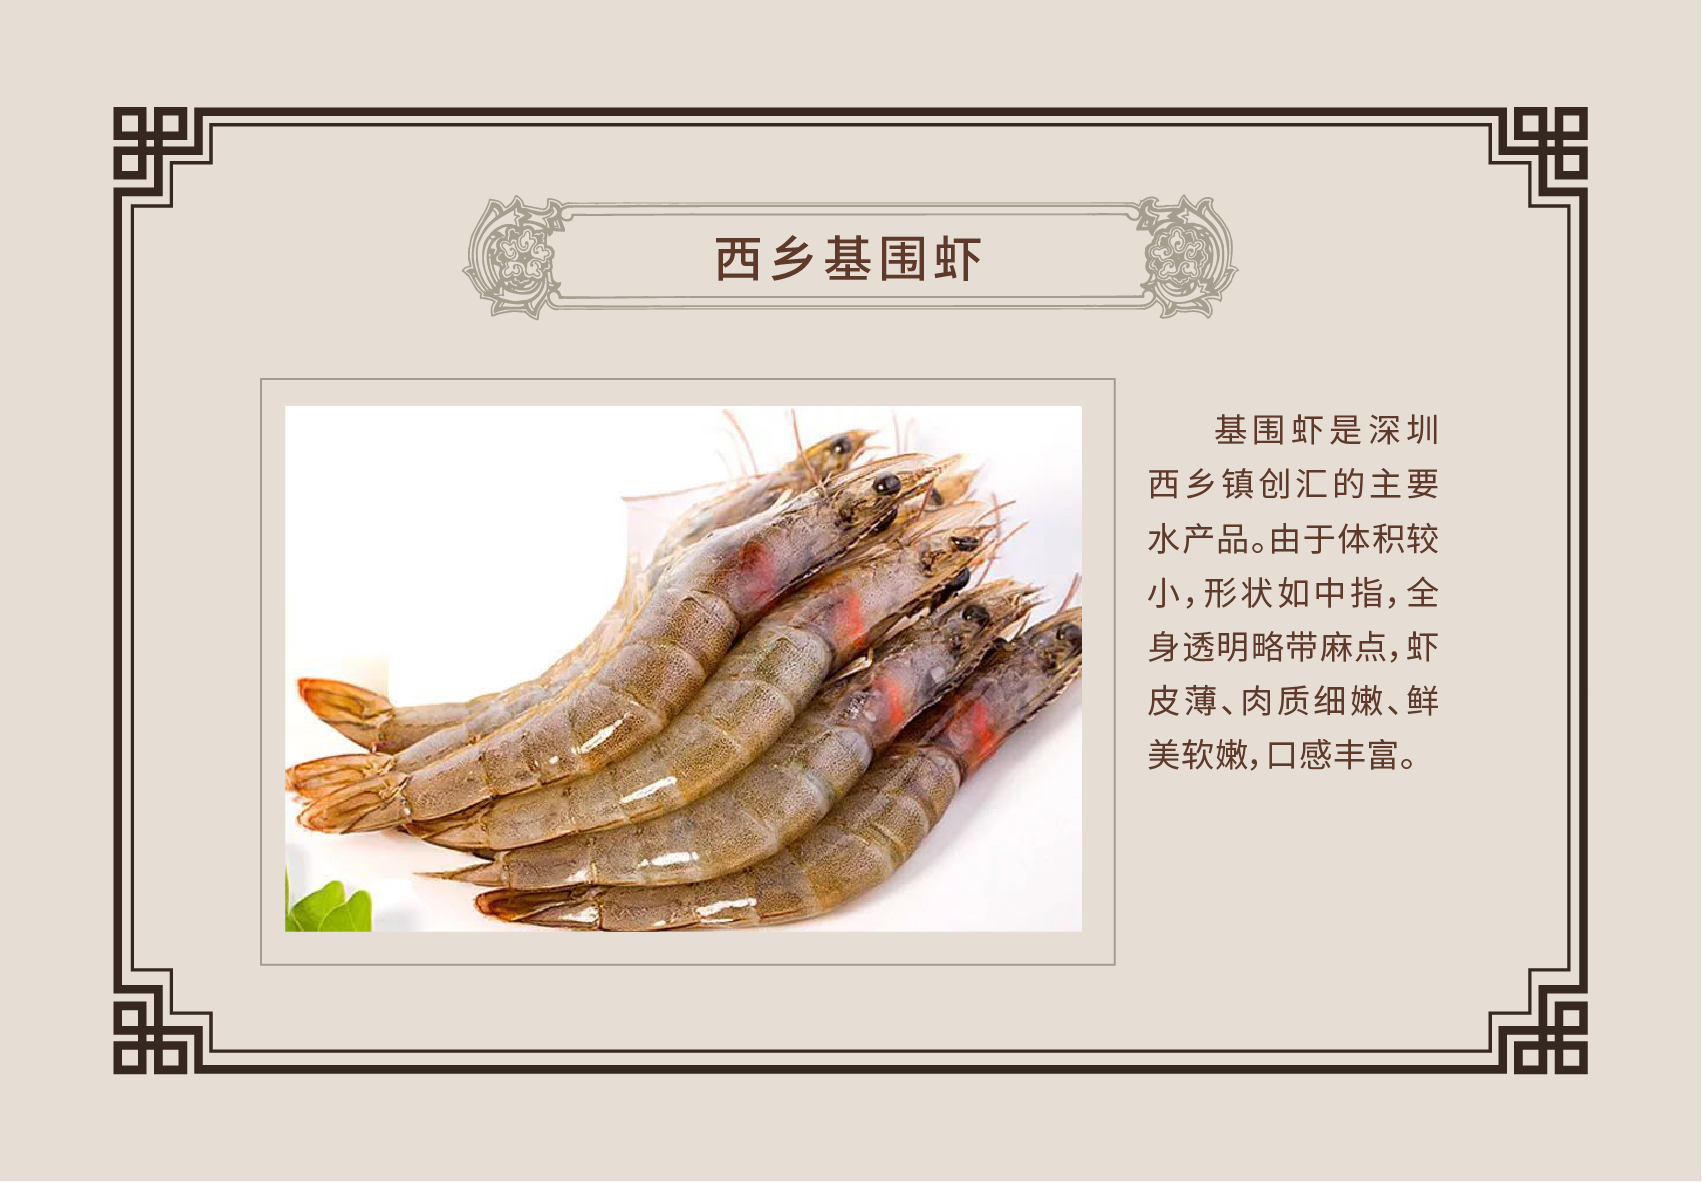 西乡基围虾
基围虾是深圳
西乡镇创汇的主要
水产品。由于体积较
小，形状如中指，全
身透明略带麻点，虾
皮薄、肉质细嫩、鲜
美软嫩，口感丰富。